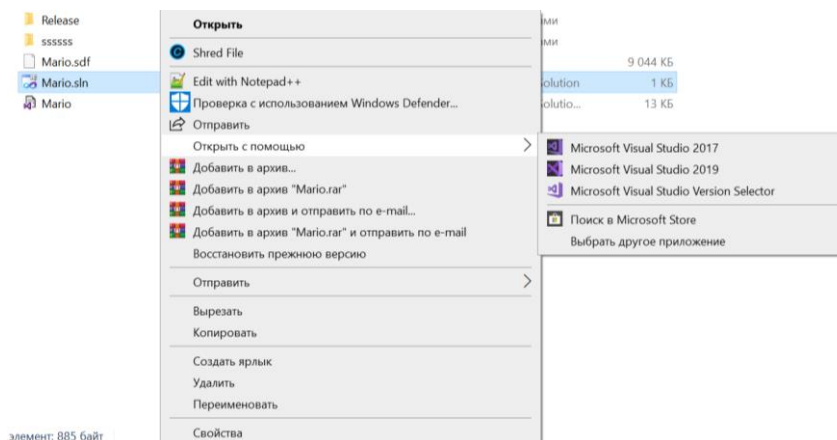 Release
ssssss
Mario.sdf
Mario.sln
Mario
ими
ими
9 044 КБ
olution 1 КБ
olutio... 13 КБ
Открыть
Shred File
Edit with Notepad++
Проверка с использованием Windows Defender...
Отправить
Открыть с помощью
Добавить в архив...
Добавить в архив "Mario.rar"
Добавить в архив и отправить по e-mail...
Добавить в архив "Mario.rar" и отправить по e-mail
Восстановить прежнюю версию
Отправить
Вырезать
Копировать
Создать ярлык
Удалить
Переименовать
Свойства
Microsoft Visual Studio 2017
Microsoft Visual Studio 2019
Microsoft Visual Studio Version Selector
Поиск в Microsoft Store
Выбрать другое приложение
элемент: 885 байт